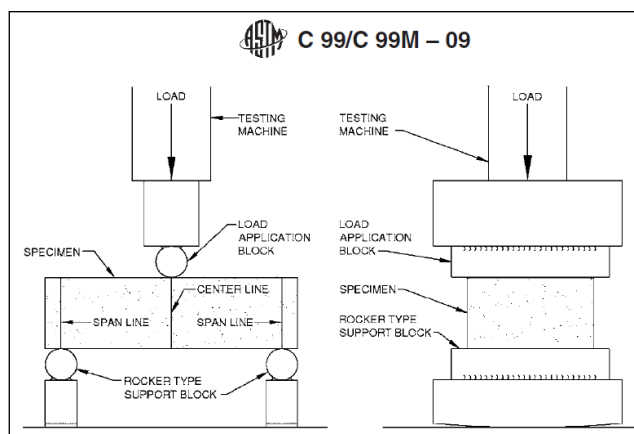 ASTM C 99/C 99M – 09
LOAD
TESTING
MACHINE
LOAD
APPLICATION
BLOCK
SPECIMEN
CENTER LINE
SPAN LINE
SPAN LINE
ROCKER TYPE
SUPPORT BLOCK
LOAD
TESTING
MACHINE
LOAD
APPLICATION
BLOCK
SPECIMEN
ROCKER TYPE
SUPPORT BLOCK